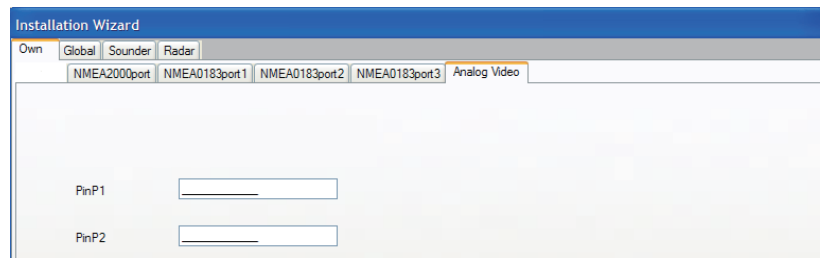 Installation Wizard
Own Global Sounder Radar
NMEA2000port NMEA0183port1 NMEA0183port2 NMEA0183port3 Analog Video
PinP1
PinP2